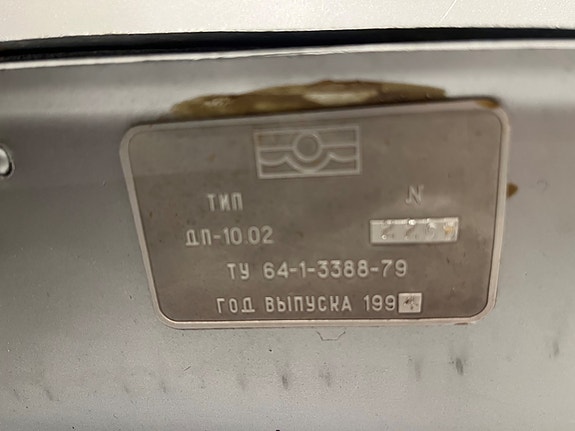 ТИП N
ДП-10.02
ТУ 64-1-3388-79
ГОД ВЫПУСКА 199